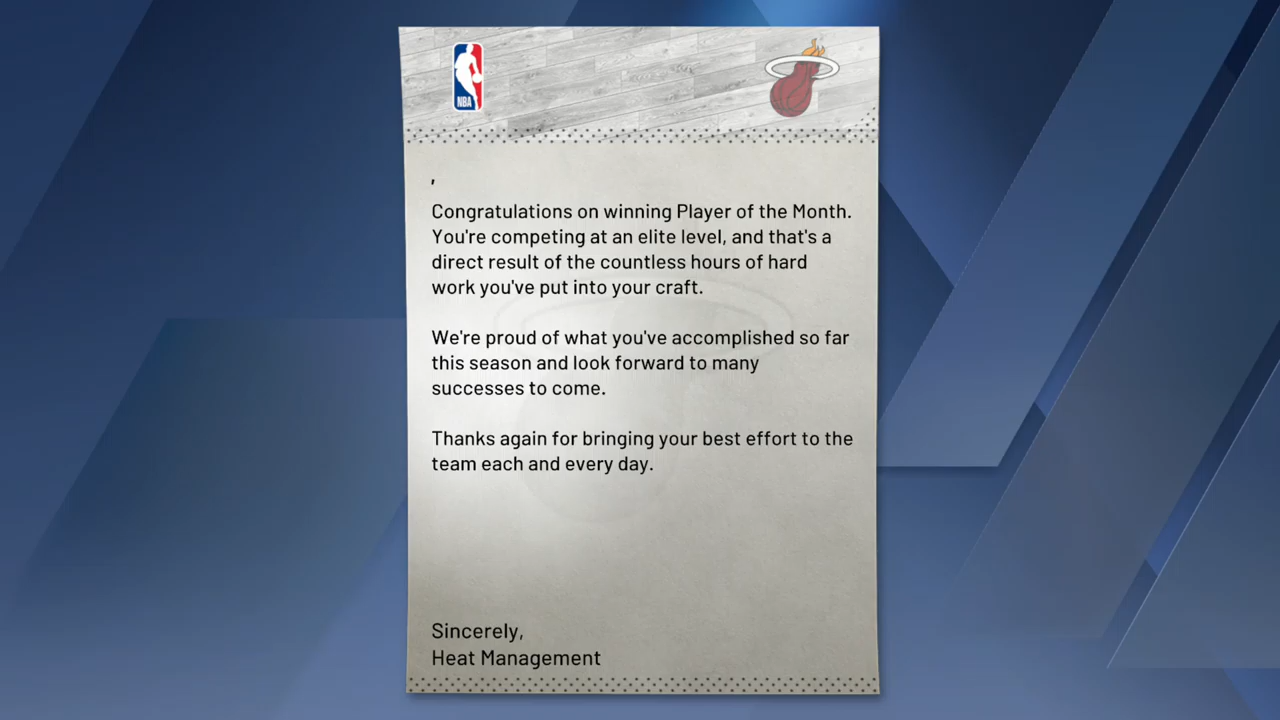 NBA
,
Congratulations on winning Player of the Month.
You're competing at an elite level, and that's a
direct result of the countless hours of hard
work you've put into your craft.
We're proud of what you've accomplished so far
this season and look forward to many
successes to come.
Thanks again for bringing your best effort to the
team each and every day.
Sincerely,
Heat Management